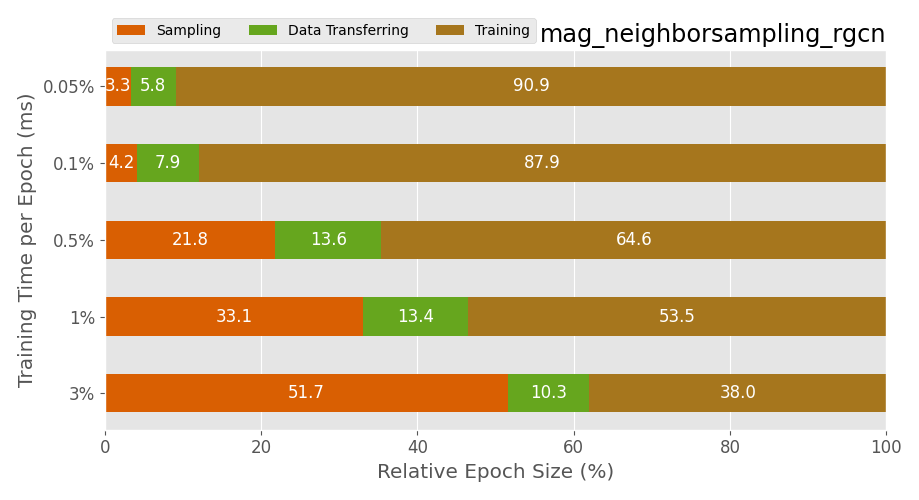 Sampling Data Transferring Training
mag_neighborsampling_rgcn
Training Time per Epoch (ms)
0.05% 3.3 5.8 90.9
0.1% 4.2 7.9 87.9
0.5% 21.8 13.6 64.6
1% 33.1 13.4 53.5
3% 51.7 10.3 38.0
0 20 40 60 80 100
Relative Epoch Size (%)